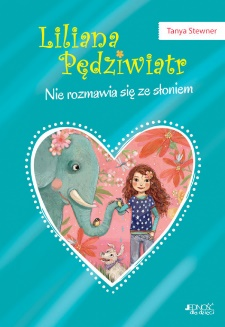 Tanya Stewner
Liliana
Pędziwiatr
Nie rozmawia się ze słoniem
JEDNOŚĆ
dla dzieci